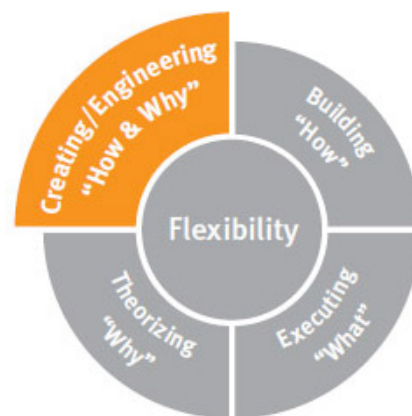 Creating/Engineering
“How & Why”
Building
“How”
Flexibility
Theorizing
“Why”
Executing
“What”